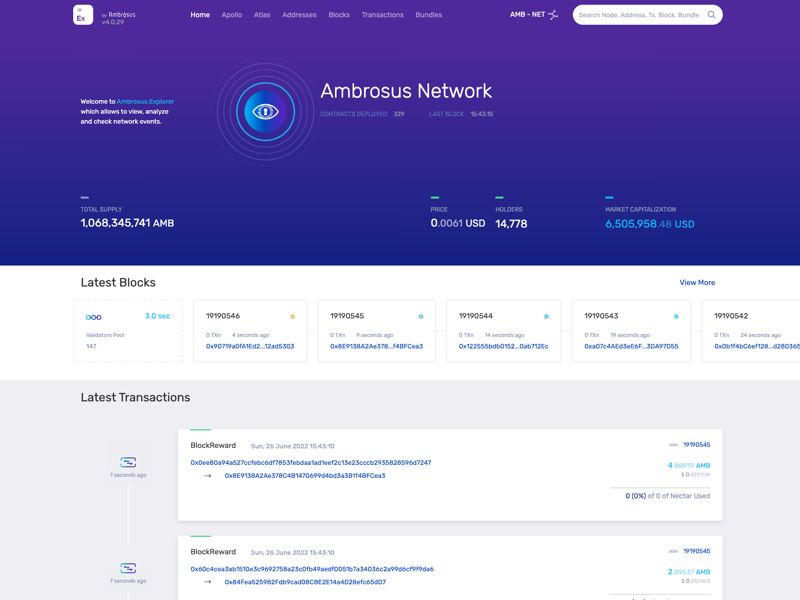 Ex
by Ambrosus
v4.0.29
Home Apollo Atlas Addresses Blocks Transactions Bundles
AMB - NET
Search Node, Address, Tx, Block, Bundle
Welcome to Ambrosus.Explorer
which allows to view, analyze
and check network events.
Ambrosus Network
CONTRACTS DEPLOYED 329 LAST BLOCK 15:43:15
TOTAL SUPPLY
1,068,345,741 AMB
PRICE
0.0061 USD
HOLDERS
14,778
MARKET CAPITALIZATION
6,505,958.48 USD
Latest Blocks
View More
3.0 sec
Validators Pool
147
19190546
0 TXn 4 seconds ago
0x90719a0fA1Ed2...12ad5303
19190545
0 TXn 9 seconds ago
0x8E9138A2Ae378...f4BFCea3
19190544
0 TXn 14 seconds ago
0x122555bdb0152...0ab712Ec
19190543
0 TXn 19 seconds ago
0xa07c4AEd3eE6F...3DA97D55
19190542
0 TXn 24 seconds ago
0x0b1f4bC6ef128...d280365
Latest Transactions
7 seconds ago
BlockReward Sun, 26 June 2022 15:43:10
19190545
0x0ee80a94a527ccfebc6df7853febdaa1ad1eef2c13e23cccb2935828596d7247
4.88919 AMB
→ 0x8E9138A2Ae378C4B1470699d4bd3a3B1f4BFCea3
0 (0%) of 0 of Nectar Used
7 seconds ago
BlockReward Sun, 26 June 2022 15:43:10
19190545
0x60c4cea3ab1510e3c9692758a23c0fb49aedf0051b7a34036c2a99d6cf9f9da6
2.09537 AMB
→ 0x84Fea525982Fdb9cad08CBE2E14a4D28efc65dD7